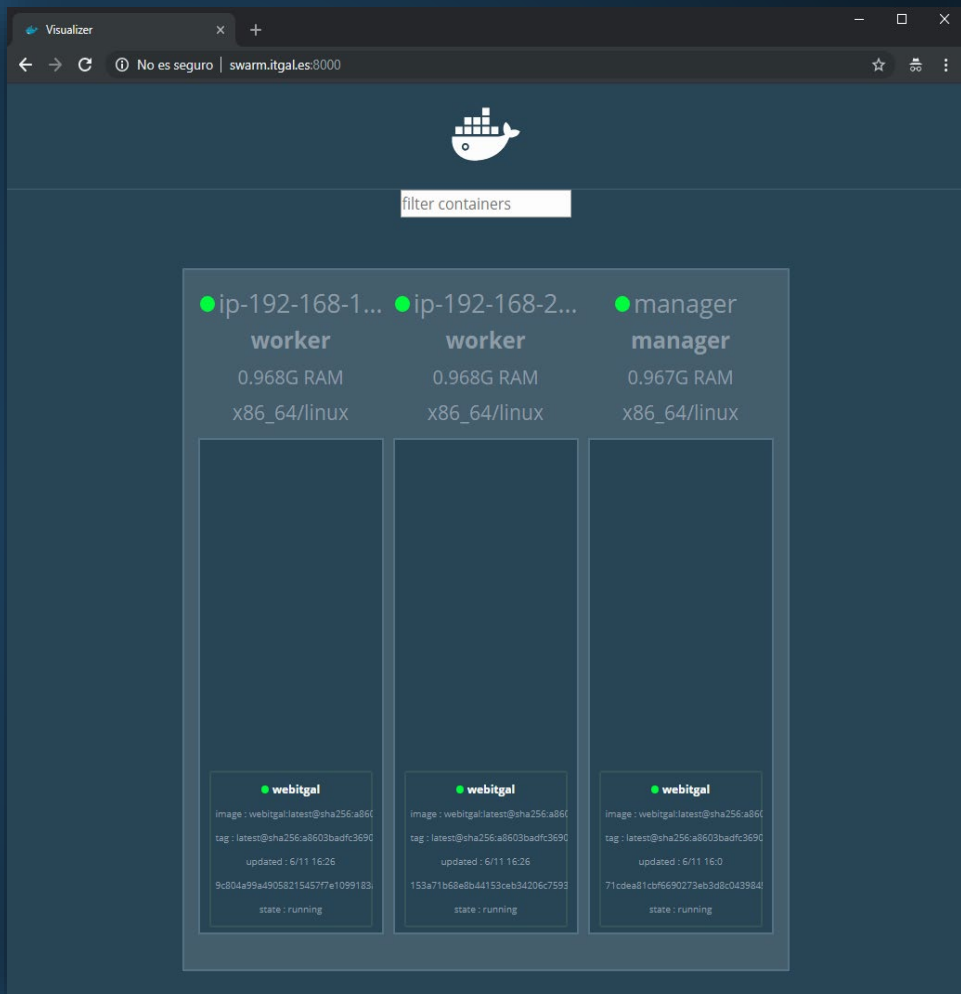 Visualizer
No es seguro | swarm.itgal.es:8000
filter containers
ip-192-168-1...
worker
0.968G RAM
x86_64/linux
ip-192-168-2...
worker
0.968G RAM
x86_64/linux
manager
manager
0.967G RAM
x86_64/linux
webitgal
image : webitgal:latest@sha256:a860
tag : latest@sha256:a8603badfc3690
updated : 6/11 16:26
9c804a99a49058215457f7e1099183
state : running
webitgal
image : webitgal:latest@sha256:a860
tag : latest@sha256:a8603badfc3690
updated : 6/11 16:26
153a71b68e8b44153ceb34206c7593
state : running
webitgal
image : webitgal:latest@sha256:a860
tag : latest@sha256:a8603badfc3690
updated : 6/11 16:0
71cdea81cbf6690273eb3d8c043984
state : running